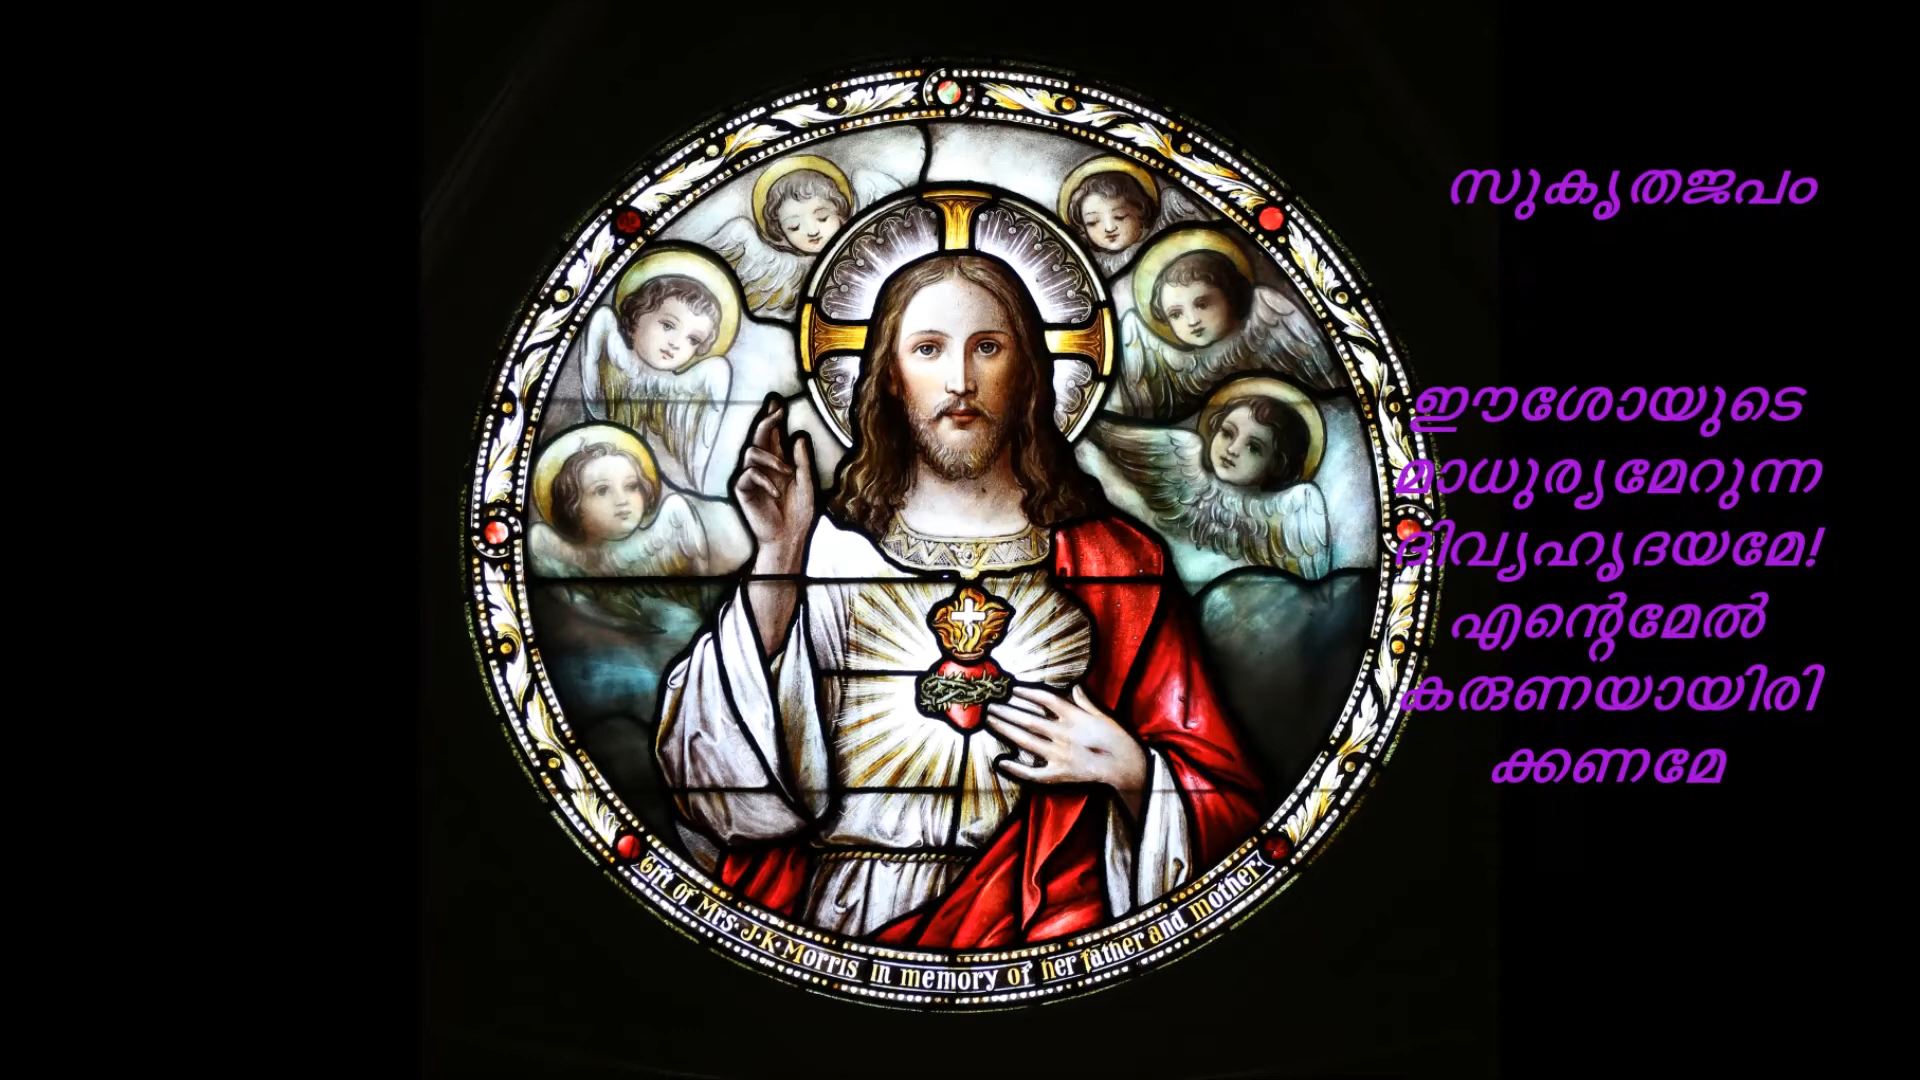 സുകൃതജപം
ഈശോയുടെ
മാധുര്യമേറുന്ന
ദിവ്യഹൃദയമേ!
എന്റെമേൽ
കരുണയായിരി
ക്കണമേ
Gift of Mrs. J.K. Morris in memory of her father and mother